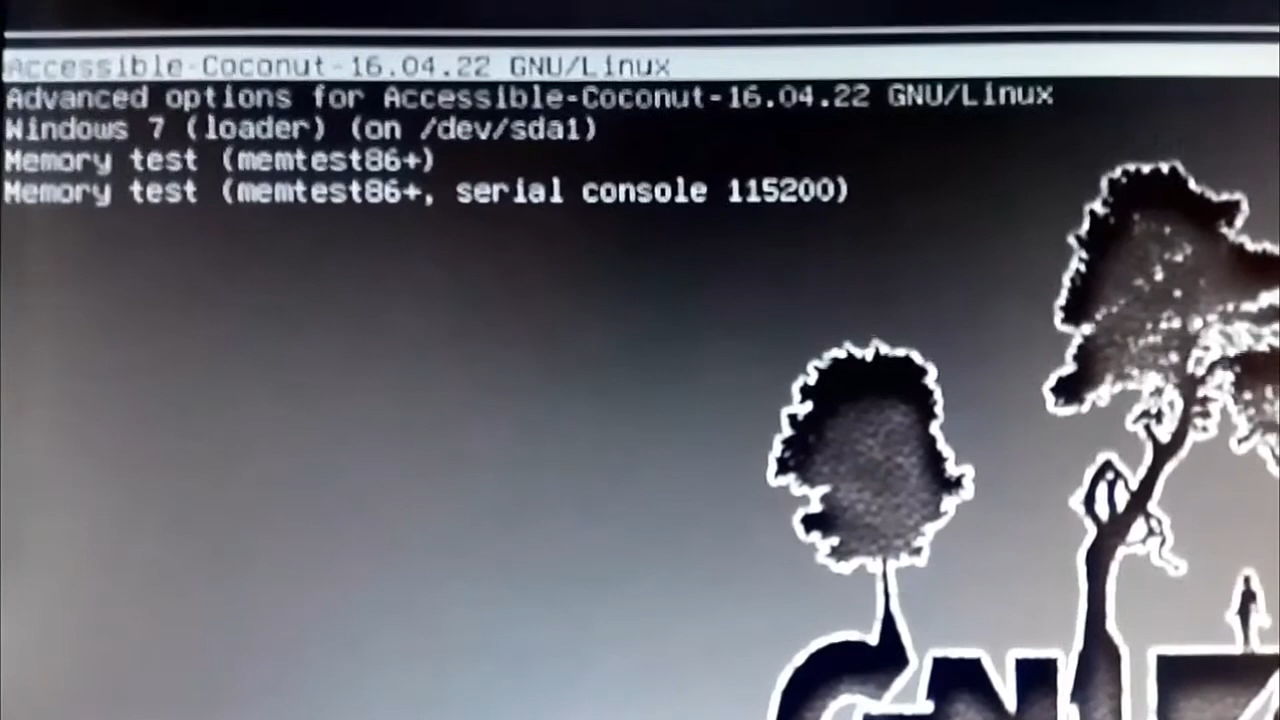 Accessible-Coconut-16.04.22 GNU/Linux
Advanced options for Accessible-Coconut-16.04.22 GNU/Linux
Windows 7 (loader) (on /dev/sda1)
Memory test (memtest86+)
Memory test (memtest86+, serial console 115200)